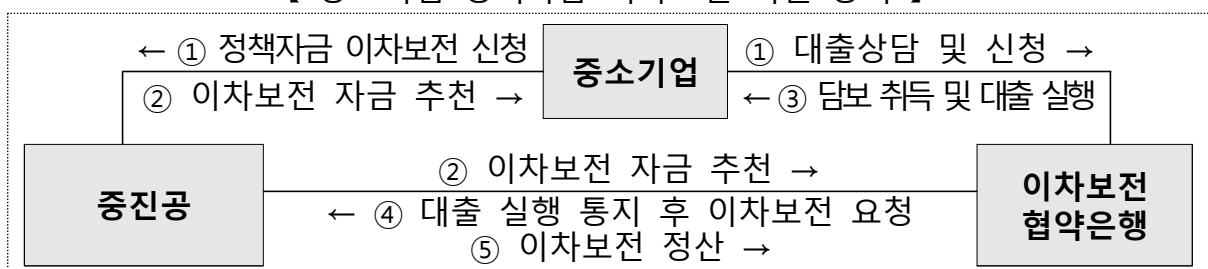 ← ① 정책자금 이차보전 신청
중소기업
① 대출상담 및 신청 →
② 이차보전 자금 추천 →
← ③ 담보 취득 및 대출 실행
중진공
② 이차보전 자금 추천 →
← ④ 대출 실행 통지 후 이차보전 요청
⑤ 이차보전 정산 →
이차보전
협약은행